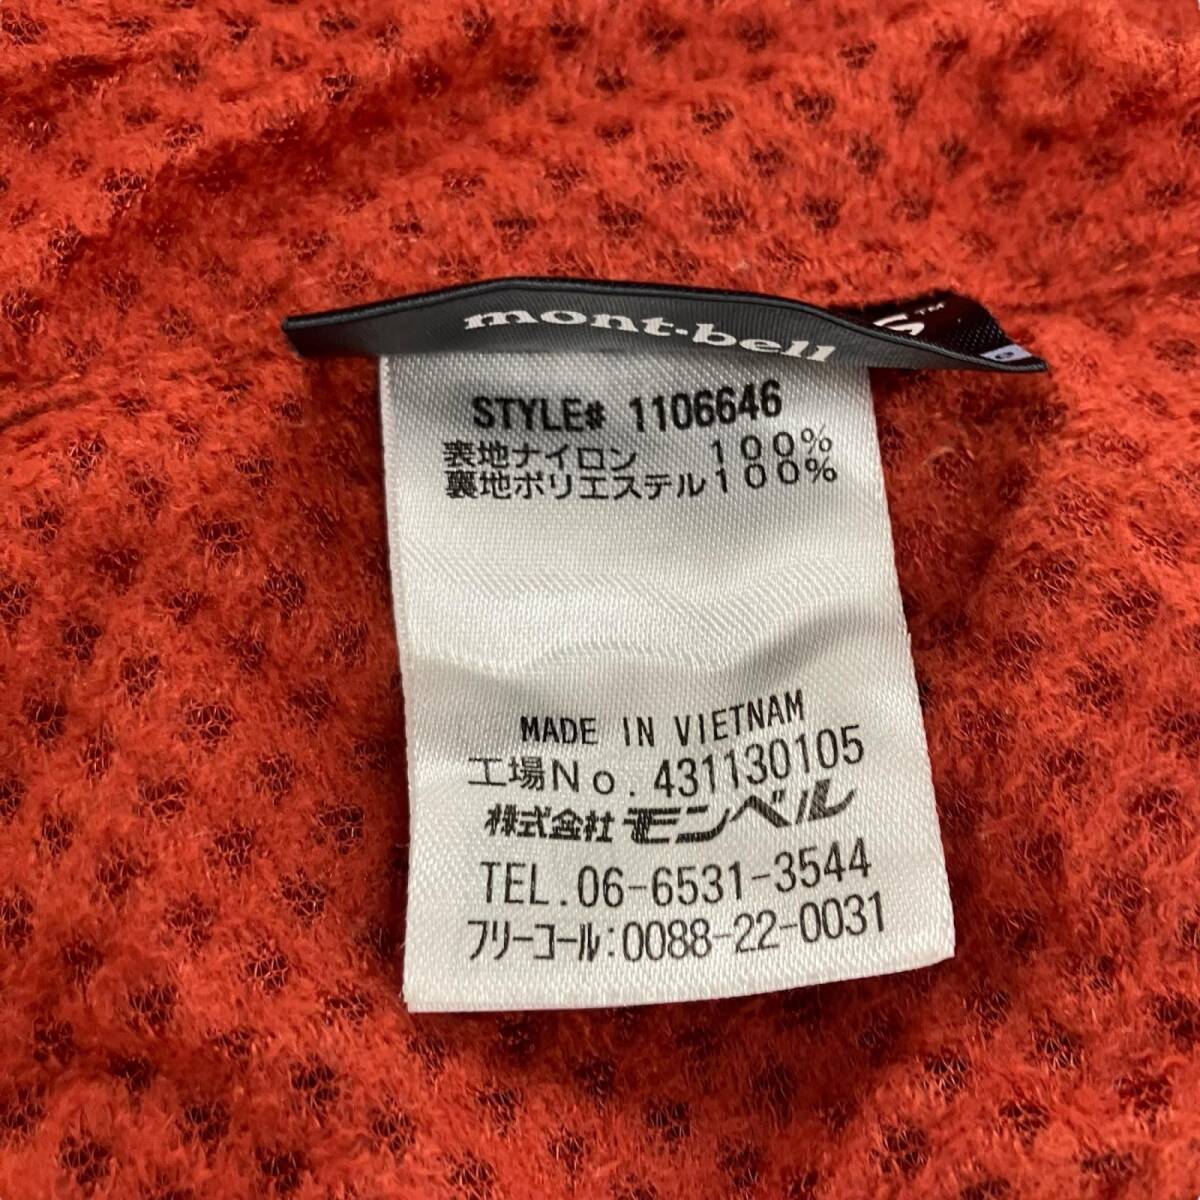 mont-bell
S™
STYLE# 1106646
表地ナイロン 100%
裏地ポリエステル100%
MADE IN VIETNAM
工場No. 431130105
株式会社モンベル
TEL.06-6531-3544
フリーコール:0088-22-0031